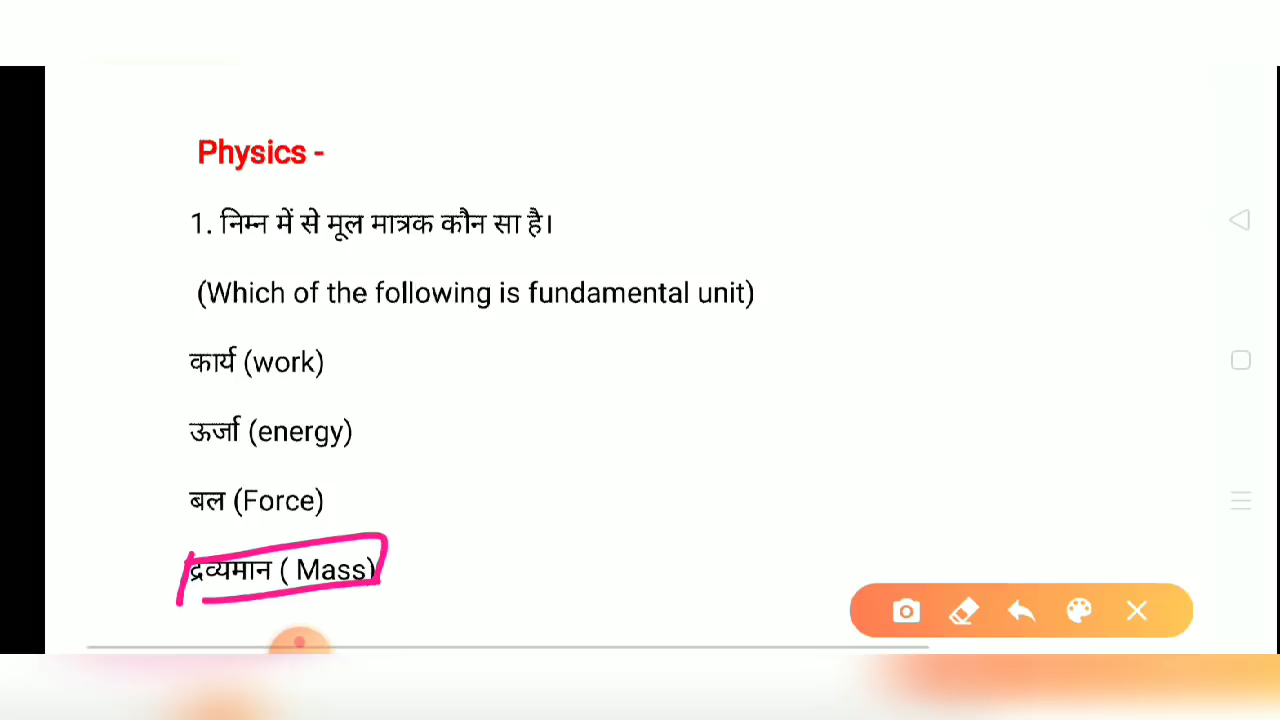 Physics -
1. निम्न में से मूल मात्रक कौन सा है।
(Which of the following is fundamental unit)
कार्य (work)
ऊर्जा (energy)
बल (Force)
द्रव्यमान ( Mass)